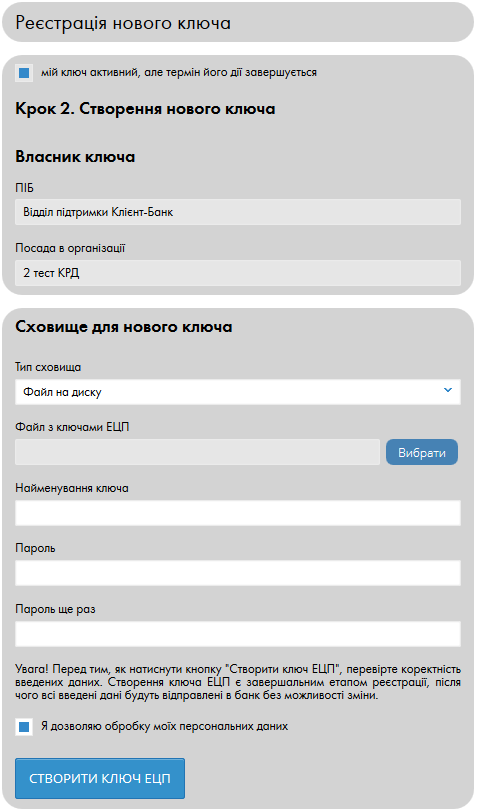 Реєстрація нового ключа
мій ключ активний, але термін його дії завершується
Крок 2. Створення нового ключа
Власник ключа
ПІБ
Відділ підтримки Клієнт-Банк
Посада в організації
2 тест КРД
Сховище для нового ключа
Тип сховища
Файл на диску
Файл з ключами ЕЦП
Вибрати
Найменування ключа
Пароль
Пароль ще раз
Увага! Перед тим, як натиснути кнопку "Створити ключ ЕЦП", перевірте коректність
введених даних. Створення ключа ЕЦП є завершальним етапом реєстрації, після
чого всі введені дані будуть відправлені в банк без можливості зміни.
Я дозволяю обробку моїх персональних даних
СТВОРИТИ КЛЮЧ ЕЦП